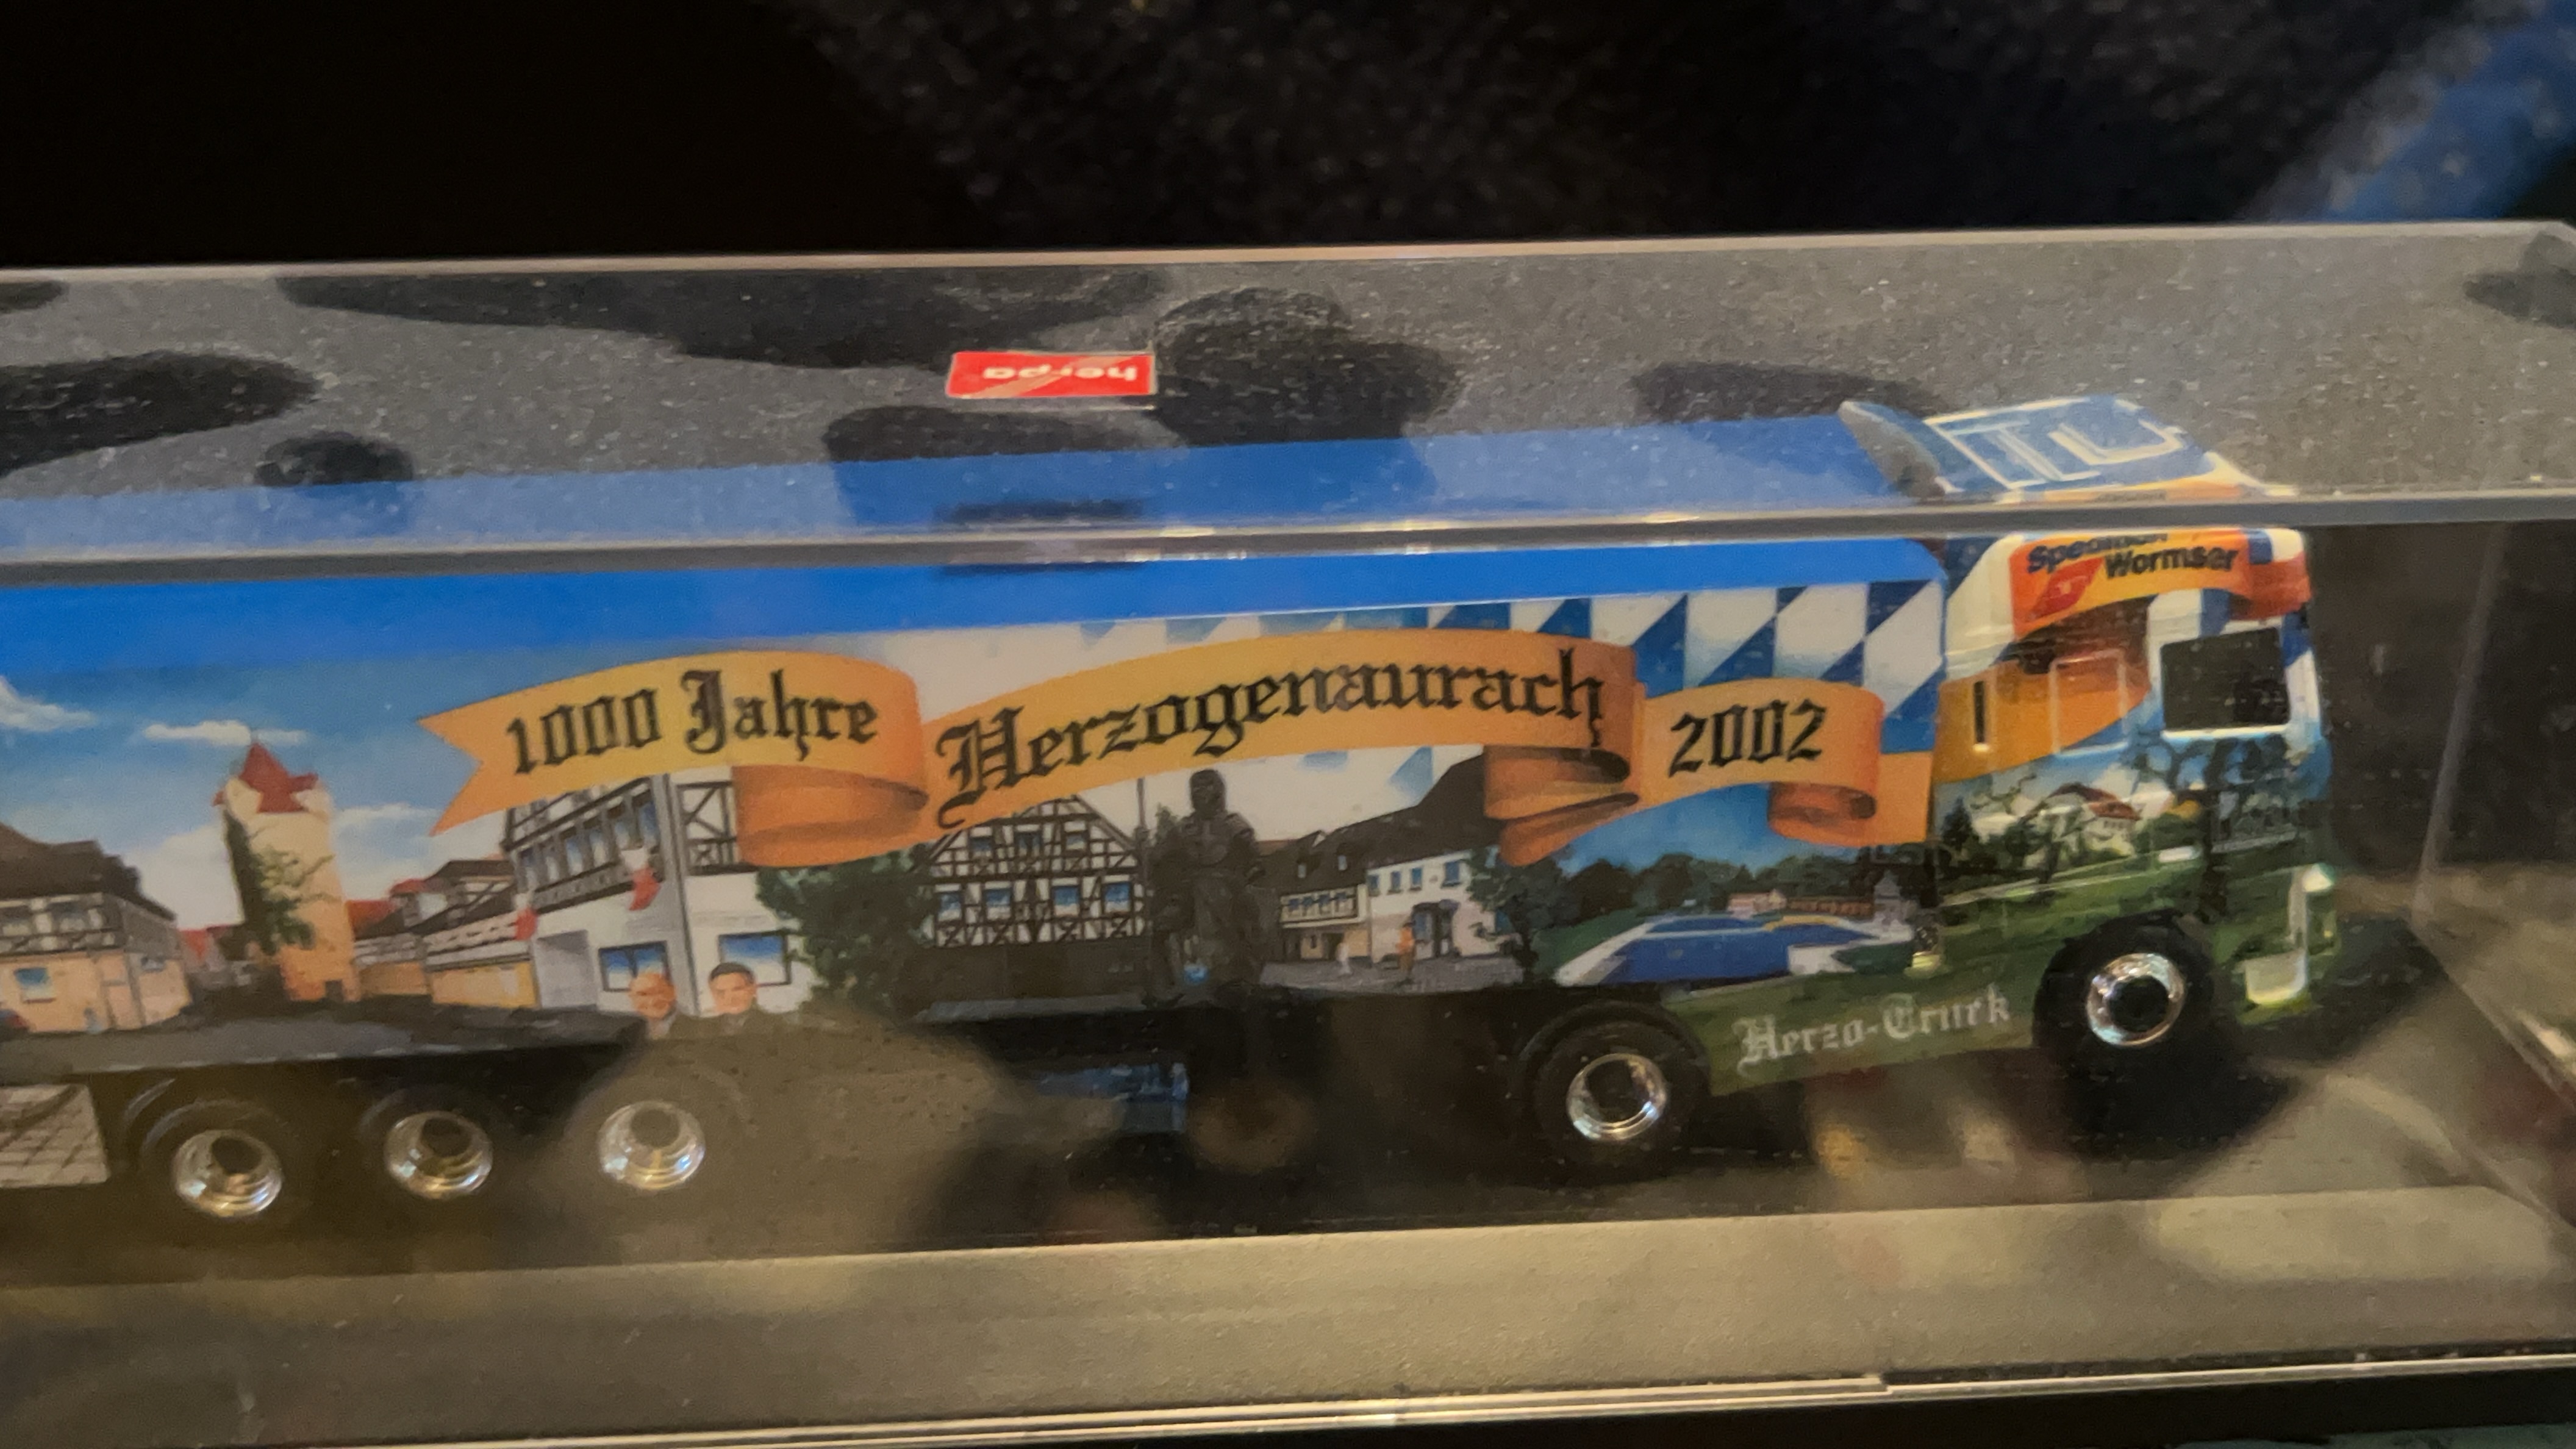 herpa
Spedition
Wormser
1000 Jahre
Herzogenaurach
2002
Herzo-Truck